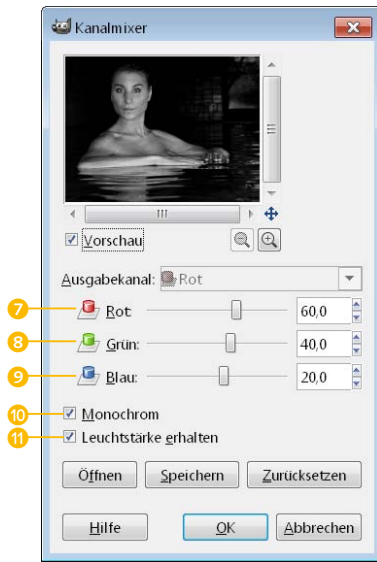 Kanalmixer
Vorschau
Ausgabekanal: Rot
7 Rot: 60,0
8 Grün: 40,0
9 Blau: 20,0
10 Monochrom
11 Leuchtstärke erhalten
Öffnen Speichern Zurücksetzen
Hilfe OK Abbrechen